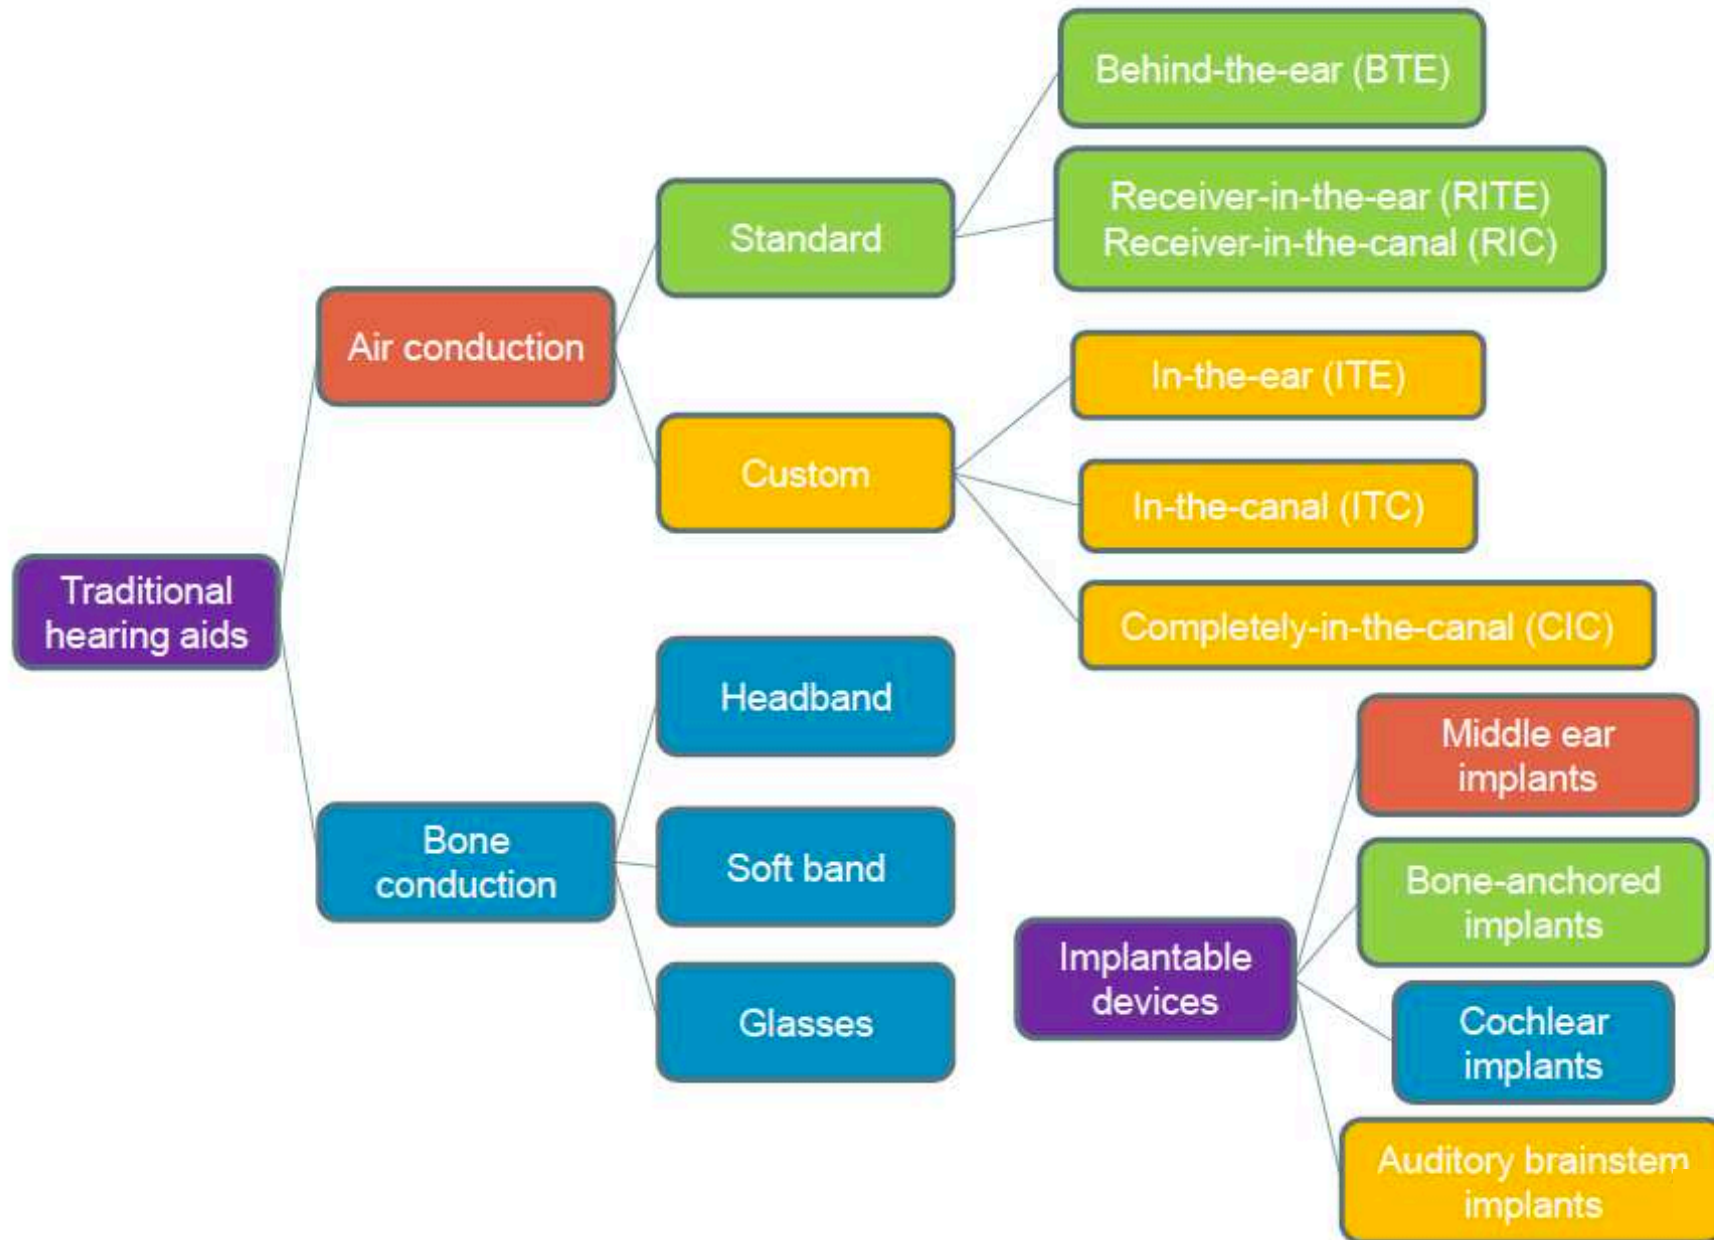 Traditional
hearing aids
Air conduction
Standard
Behind-the-ear (BTE)
Receiver-in-the-ear (RITE)
Receiver-in-the-canal (RIC)
Custom
In-the-ear (ITE)
In-the-canal (ITC)
Completely-in-the-canal (CIC)
Bone
conduction
Headband
Soft band
Glasses
Implantable
devices
Middle ear
implants
Bone-anchored
implants
Cochlear
implants
Auditory brainstem
implants